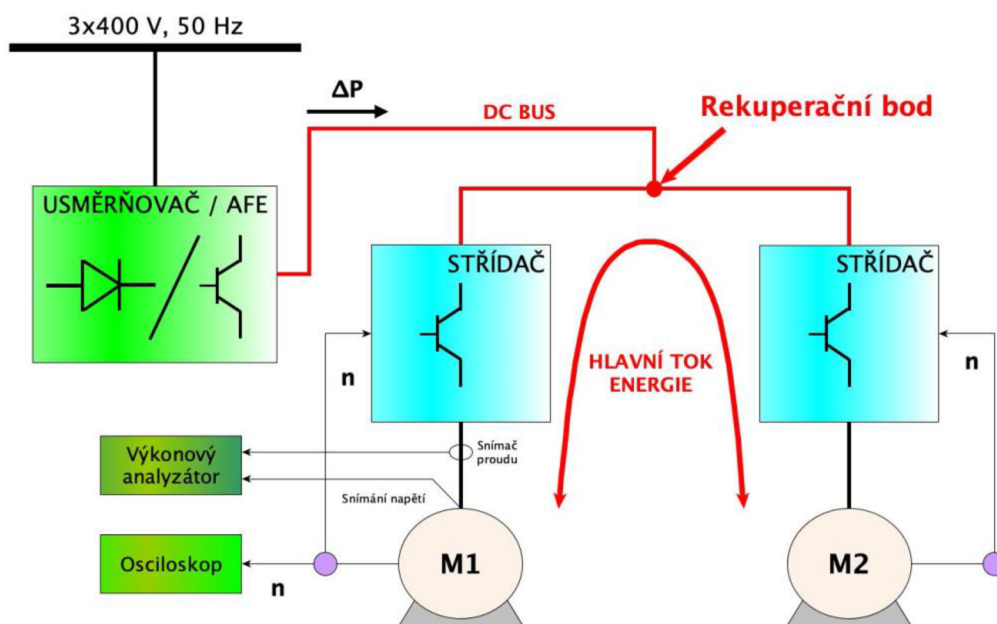 3x400 V, 50 Hz
ΔP
DC BUS
Rekuperační bod
USMĚRŇOVAČ / AFE
STŘÍDAČ
STŘÍDAČ
HLAVNÍ TOK
ENERGIE
n
n
Výkonový
analyzátor
Snímač
proudu
Snímání napětí
Osciloskop
n
M1
M2